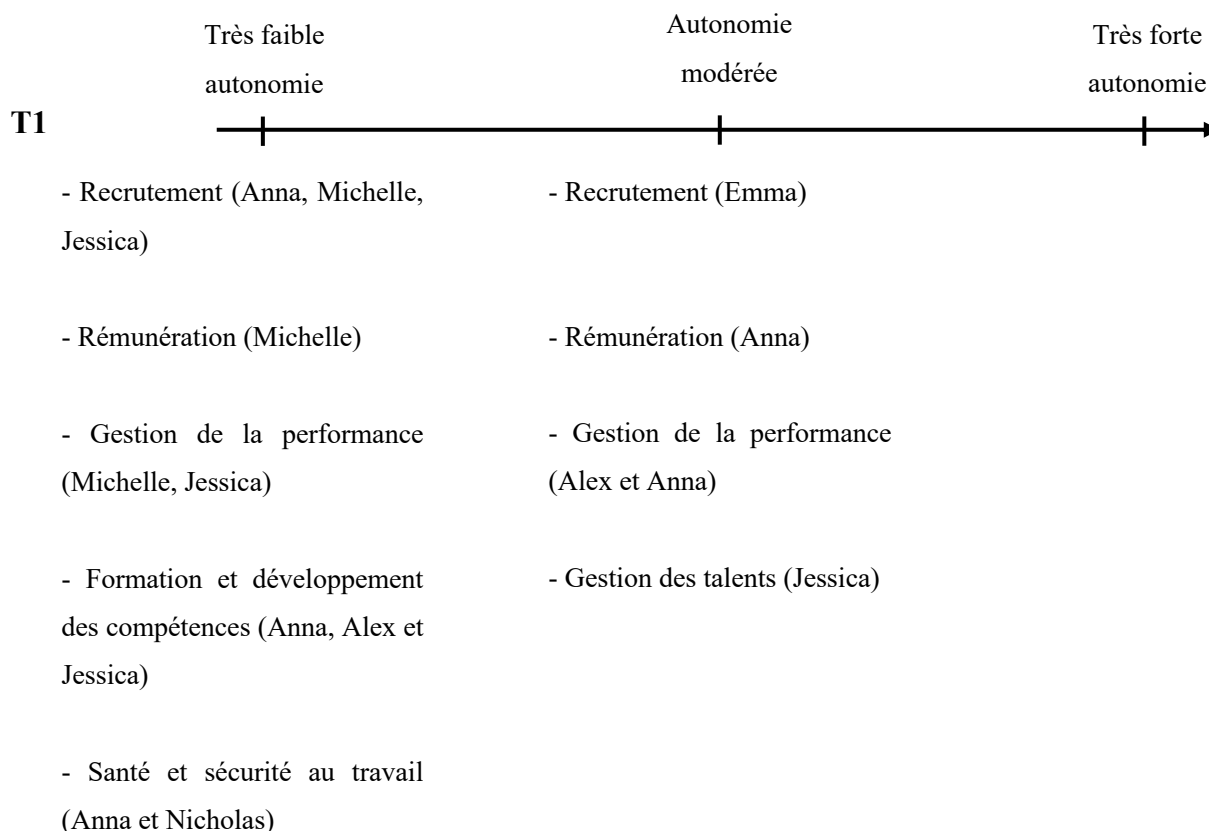 Très faible
autonomie
Autonomie
modérée
Très forte
autonomie
T1
- Recrutement (Anna, Michelle,
Jessica)
- Recrutement (Emma)
- Rémunération (Michelle)
- Rémunération (Anna)
- Gestion de la performance
(Michelle, Jessica)
- Gestion de la performance
(Alex et Anna)
- Formation et développement
des compétences (Anna, Alex et
Jessica)
- Gestion des talents (Jessica)
- Santé et sécurité au travail
(Anna et Nicholas)